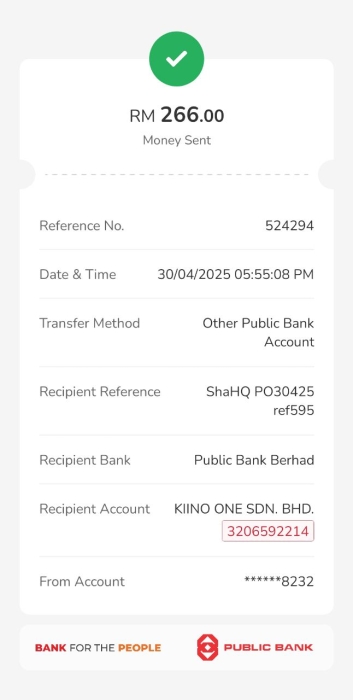 RM 266.00
Money Sent
Reference No. 524294
Date & Time 30/04/2025 05:55:08 PM
Transfer Method Other Public Bank
Account
Recipient Reference ShaHQ PO30425
ref595
Recipient Bank Public Bank Berhad
Recipient Account KIINO ONE SDN. BHD.
3206592214
From Account ******8232
BANK FOR THE PEOPLE PUBLIC BANK